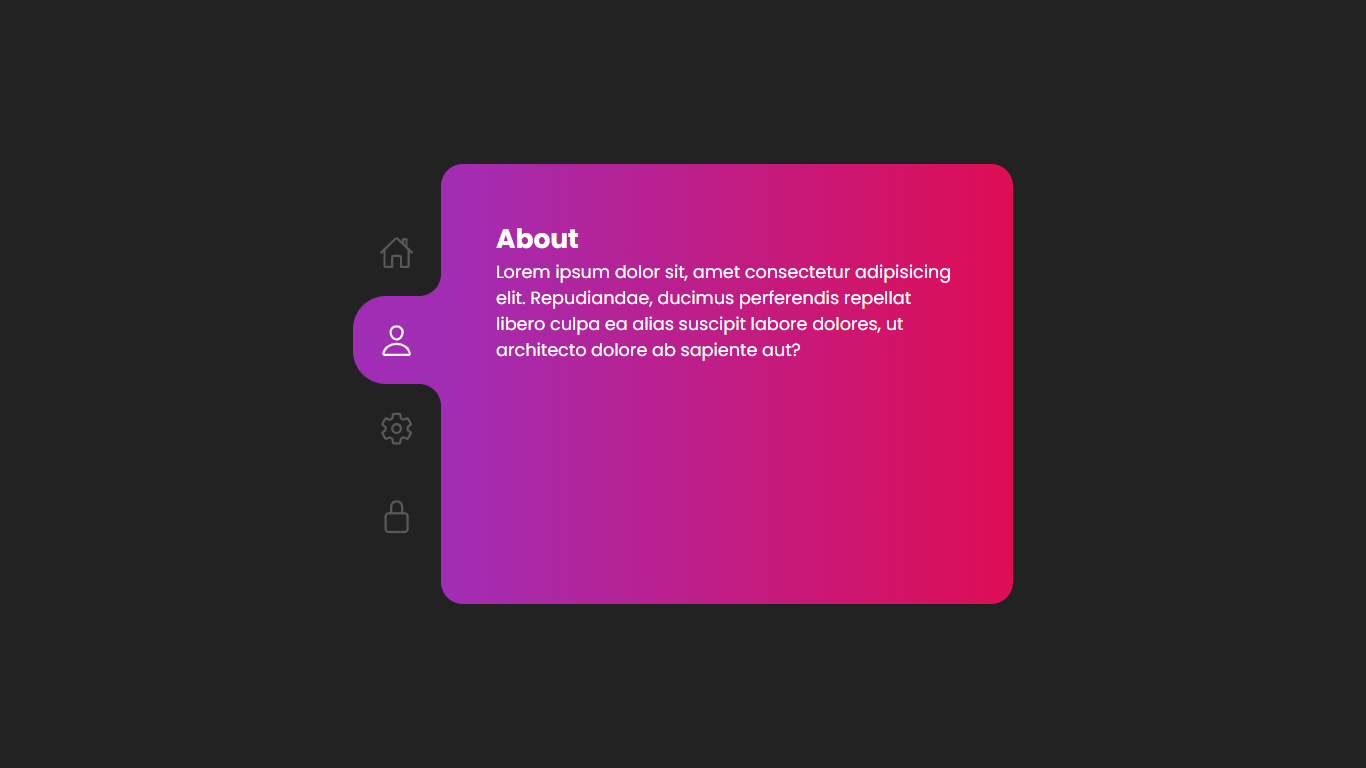 About
Lorem ipsum dolor sit, amet consectetur adipisicing
elit. Repudiandae, ducimus perferendis repellat
libero culpa ea alias suscipit labore dolores, ut
architecto dolore ab sapiente aut?